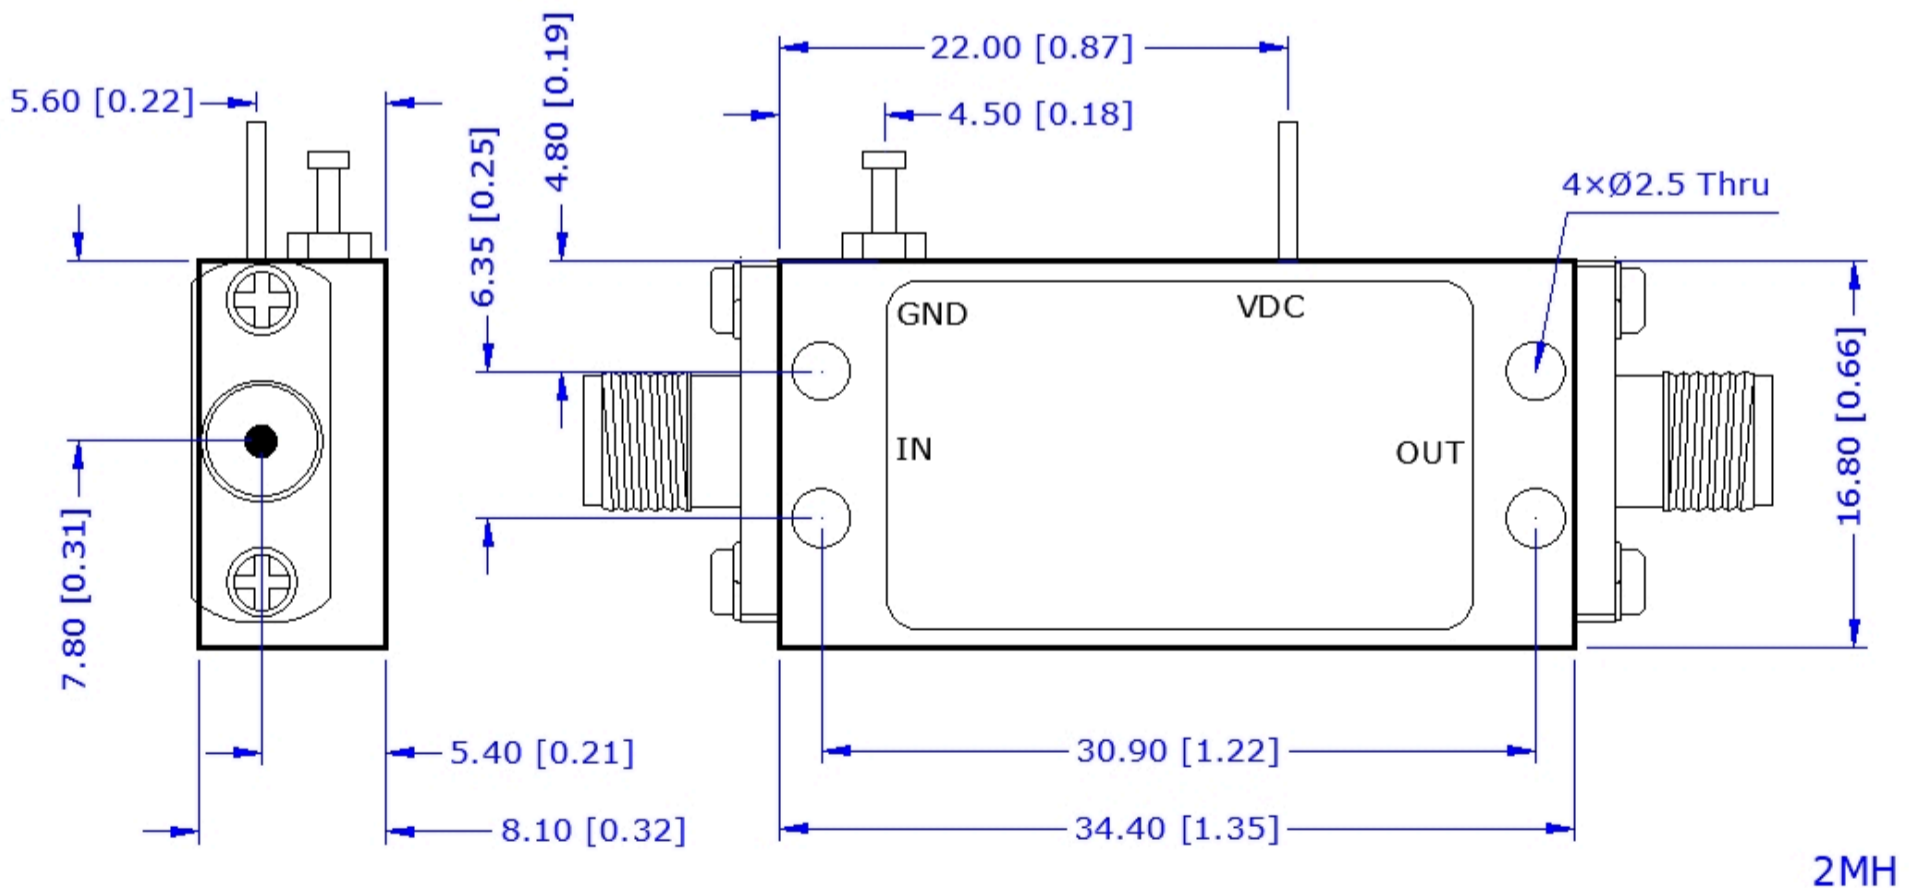 22.00 [0.87]
5.60 [0.22]
4.80 [0.19]
4.50 [0.18]
6.35 [0.25]
4×Ø2.5 Thru
GND
VDC
IN
OUT
16.80 [0.66]
7.80 [0.31]
5.40 [0.21]
30.90 [1.22]
8.10 [0.32]
34.40 [1.35]
2MH